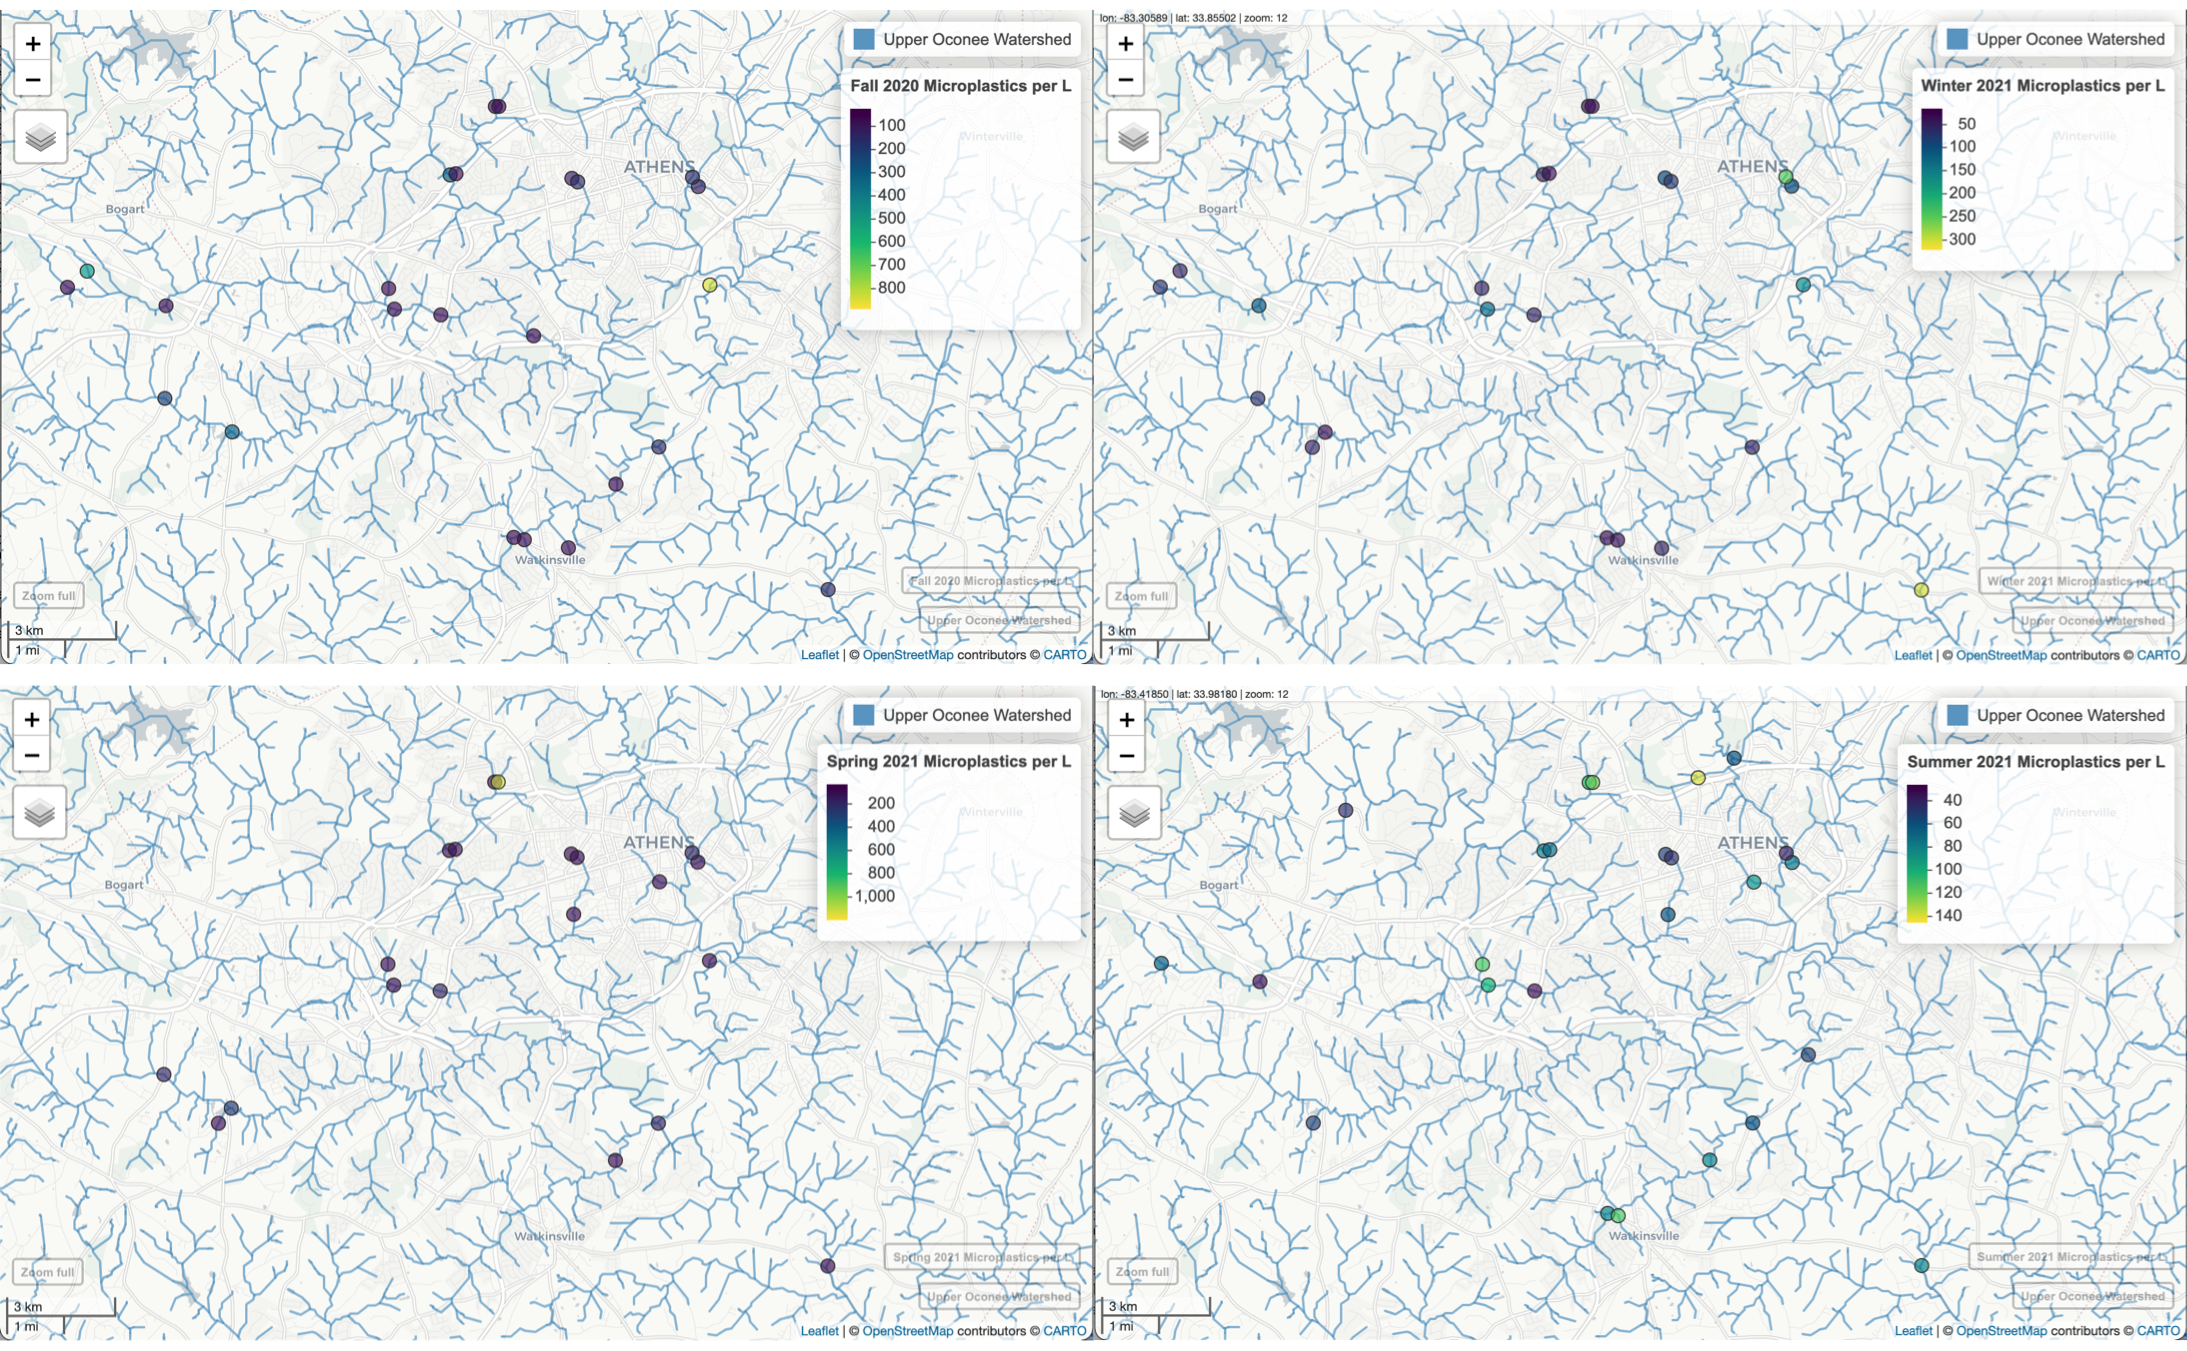 +
−
Upper Oconee Watershed
Fall 2020 Microplastics per L
100
200
300
400
500
600
700
800
Winterville
ATHENS
Bogart
Watkinsville
Fall 2020 Microplastics per L
Zoom full
Upper Oconee Watershed
3 km
1 mi
Leaflet | © OpenStreetMap contributors © CARTO
lon: -83.30589 | lat: 33.85502 | zoom: 12
+
−
Upper Oconee Watershed
Winter 2021 Microplastics per L
50
100
150
200
250
300
Winterville
ATHENS
Bogart
Watkinsville
Winter 2021 Microplastics per L
Zoom full
Upper Oconee Watershed
3 km
1 mi
Leaflet | © OpenStreetMap contributors © CARTO
+
−
Upper Oconee Watershed
Spring 2021 Microplastics per L
200
400
600
800
1,000
Winterville
ATHENS
Bogart
Watkinsville
Spring 2021 Microplastics per L
Zoom full
Upper Oconee Watershed
3 km
1 mi
Leaflet | © OpenStreetMap contributors © CARTO
lon: -83.41850 | lat: 33.98180 | zoom: 12
+
−
Upper Oconee Watershed
Summer 2021 Microplastics per L
40
60
80
100
120
140
Winterville
ATHENS
Bogart
Watkinsville
Summer 2021 Microplastics per L
Zoom full
Upper Oconee Watershed
3 km
1 mi
Leaflet | © OpenStreetMap contributors © CARTO